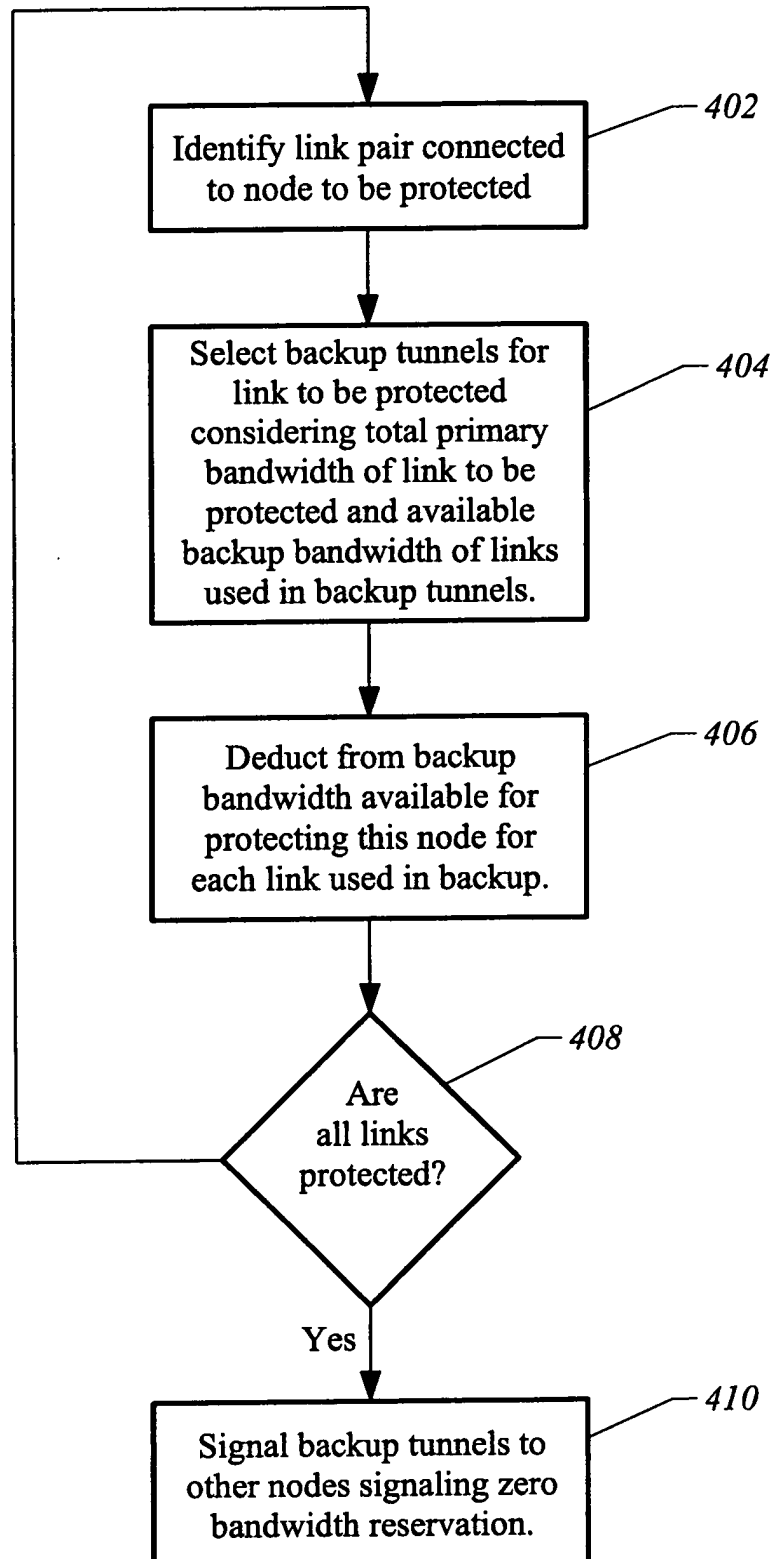 402
Identify link pair connected
to node to be protected
404
Select backup tunnels for
link to be protected
considering total primary
bandwidth of link to be
protected and available
backup bandwidth of links
used in backup tunnels.
406
Deduct from backup
bandwidth available for
protecting this node for
each link used in backup.
408
Are
all links
protected?
Yes
410
Signal backup tunnels to
other nodes signaling zero
bandwidth reservation.